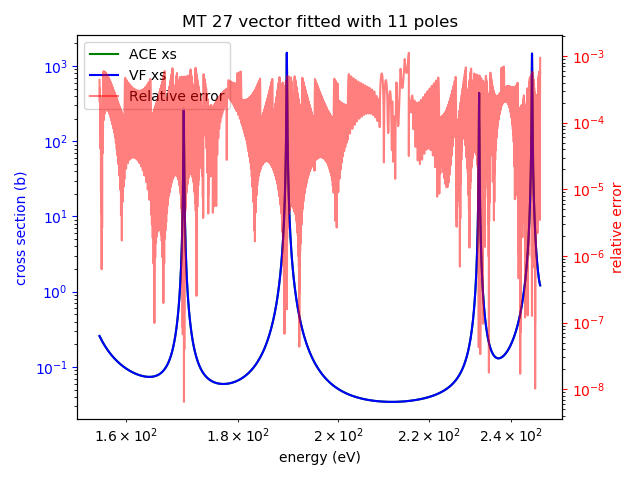 MT 27 vector fitted with 11 poles
ACE xs
VF xs
Relative error
cross section (b)
10³
10²
10¹
10⁰
10⁻¹
relative error
10⁻³
10⁻⁴
10⁻⁵
10⁻⁶
10⁻⁷
10⁻⁸
1.6 × 10²
1.8 × 10²
2 × 10²
2.2 × 10²
2.4 × 10²
energy (eV)